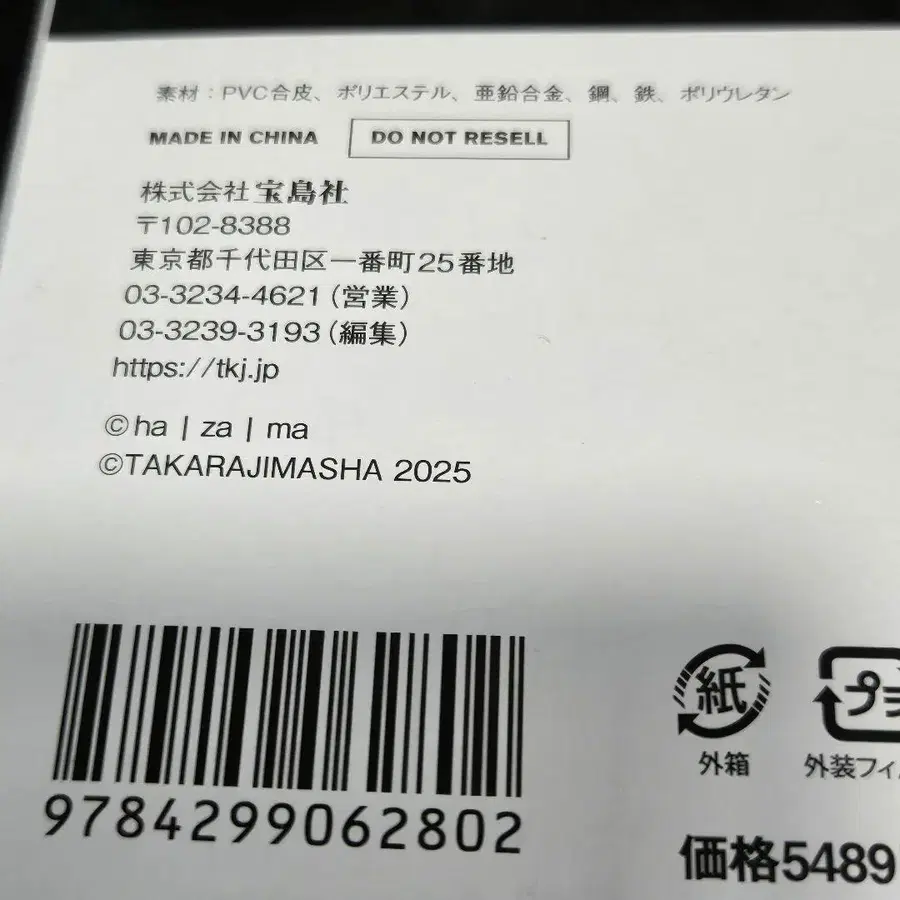 素材：PVC合皮、ポリエステル、亜鉛合金、鋼、鉄、ポリウレタン
MADE IN CHINA DO NOT RESELL
株式会社宝島社
〒102-8388
東京都千代田区一番町25番地
03-3234-4621（営業）
03-3239-3193（編集）
https://tkj.jp
©ha | za | ma
©TAKARAJIMASHA 2025
9784299062802
紙
外箱
プラ
外装フィ
価格5489